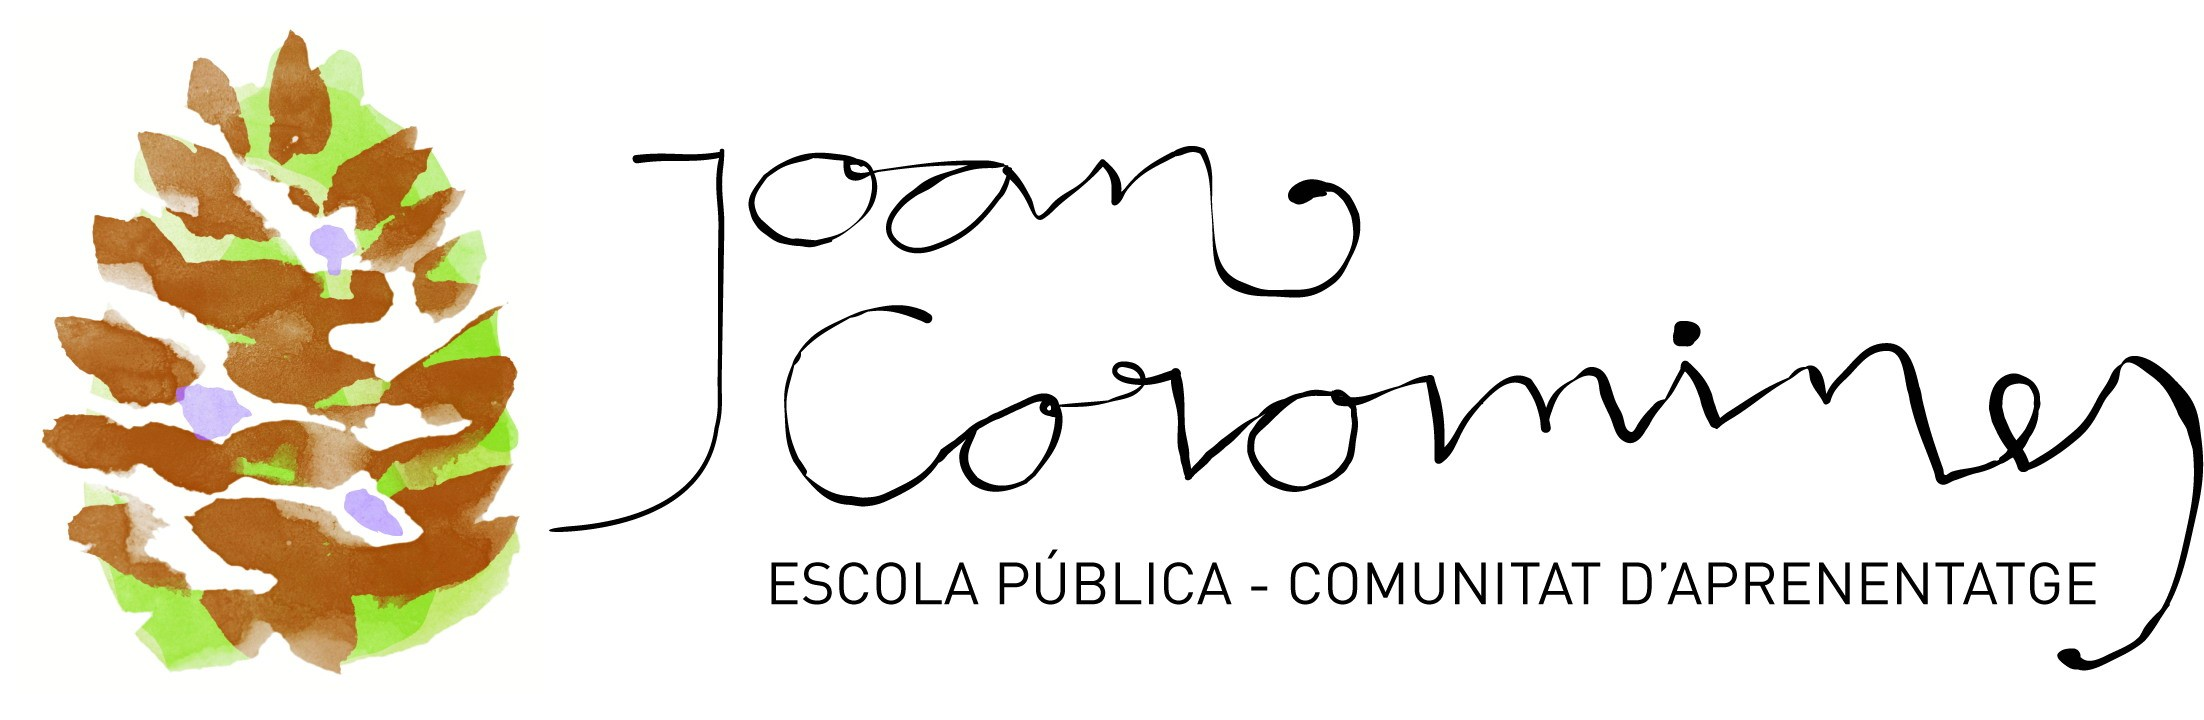 Joan
Coromines
ESCOLA PÚBLICA - COMUNITAT D'APRENENTATGE